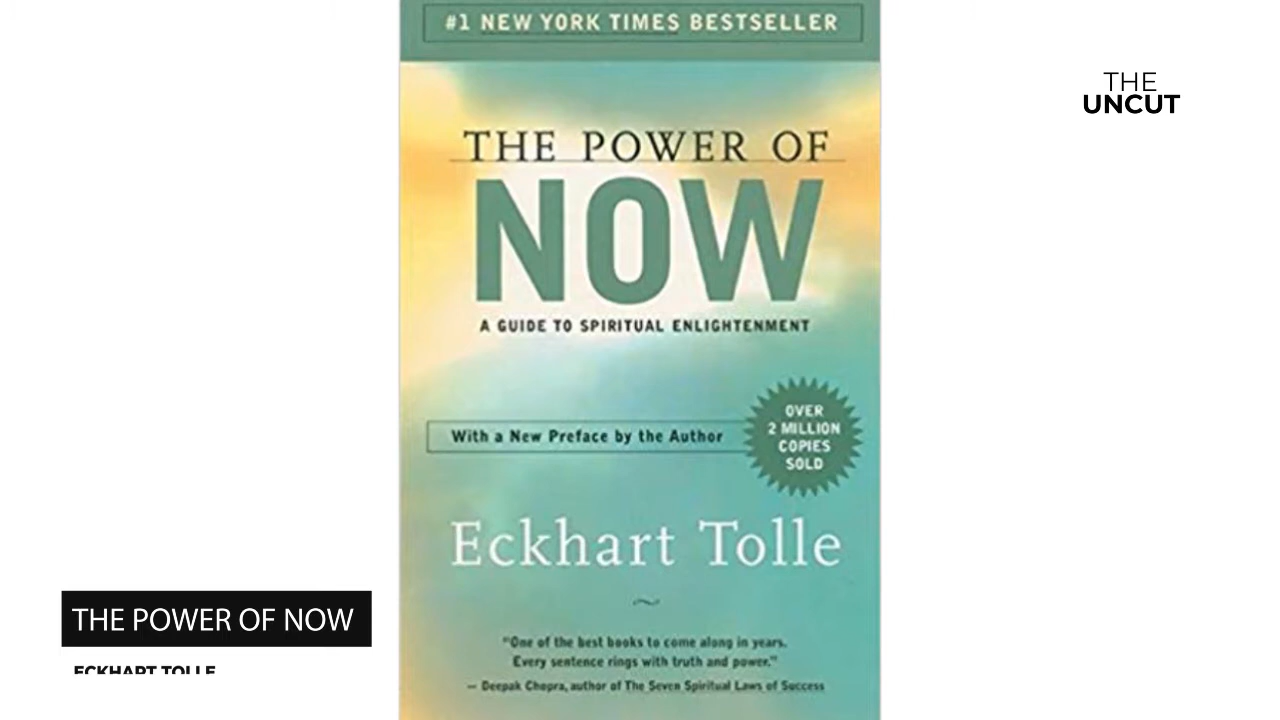 #1 NEW YORK TIMES BESTSELLER
THE POWER OF
NOW
A GUIDE TO SPIRITUAL ENLIGHTENMENT
With a New Preface by the Author
OVER
2 MILLION
COPIES
SOLD
Eckhart Tolle
"One of the best books to come along in years.
Every sentence rings with truth and power."
— Deepak Chopra, author of The Seven Spiritual Laws of Success
THE
UNCUT
THE POWER OF NOW
ECKHART TOLLE